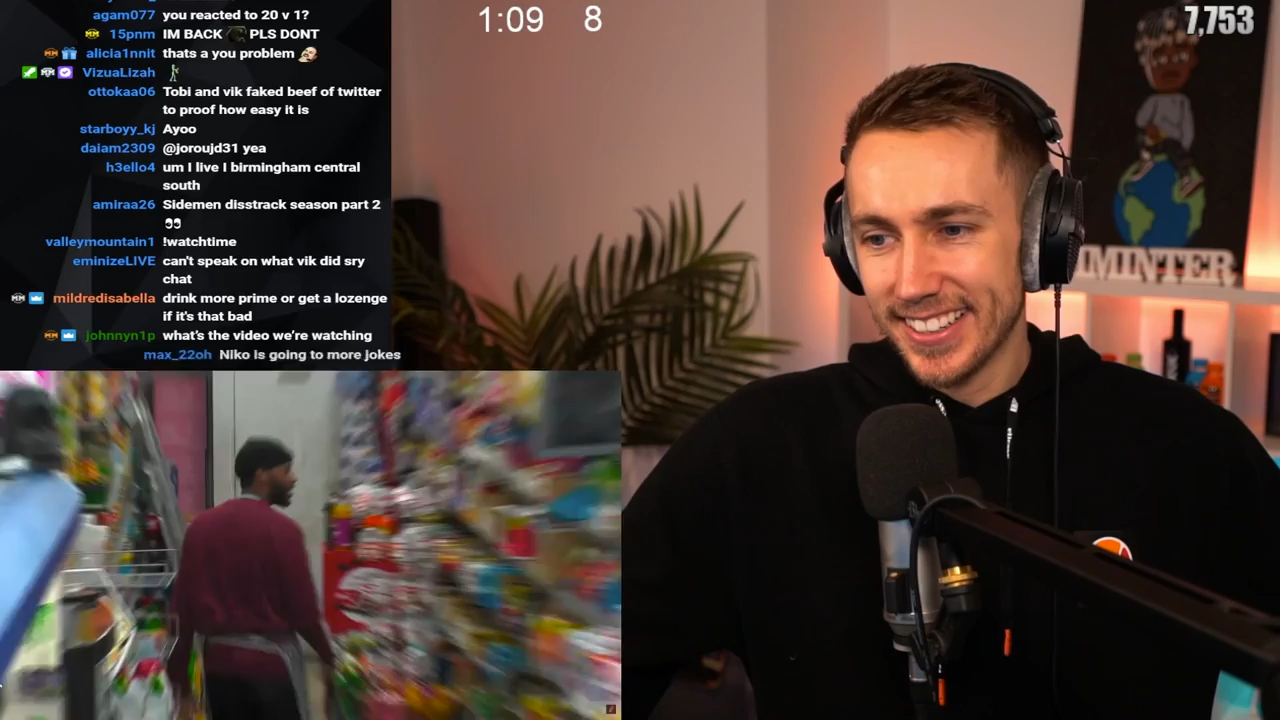 agam077 you reacted to 20 v 1?
15pnm IM BACK PLS DONT
alicia1nnit thats a you problem
VizuaLizah
ottokaa06 Tobi and vik faked beef of twitter
to proof how easy it is
starboyy_kj Ayoo
daiam2309 @joroujd31 yea
h3ello4 um I live I birmingham central
south
amiraa26 Sidemen disstrack season part 2
valleymountain1 !watchtime
eminizeLIVE can't speak on what vik did sry
chat
mildredisabella drink more prime or get a lozenge
if it's that bad
johnnyn1p what's the video we're watching
max_22oh Niko is going to more jokes
1:09 8
7,753
MINTER